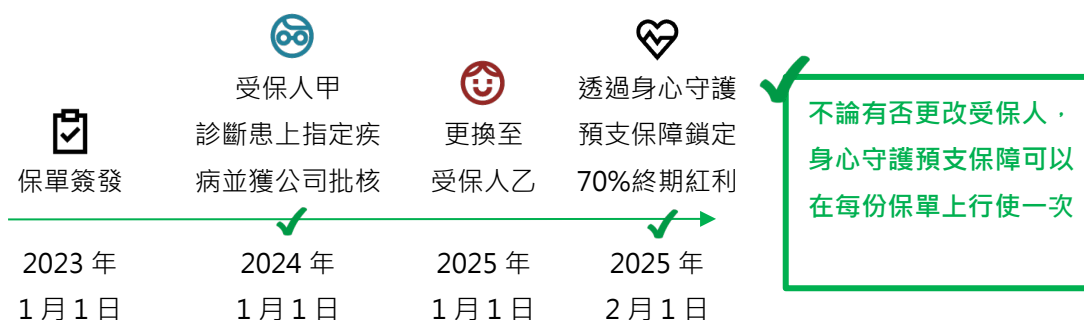 保單簽發
2023 年
1 月 1 日
受保人甲
診斷患上指定疾
病並獲公司批核
2024 年
1 月 1 日
更換至
受保人乙
2025 年
1 月 1 日
透過身心守護
預支保障鎖定
70%終期紅利
2025 年
2 月 1 日
不論有否更改受保人，
身心守護預支保障可以
在每份保單上行使一次